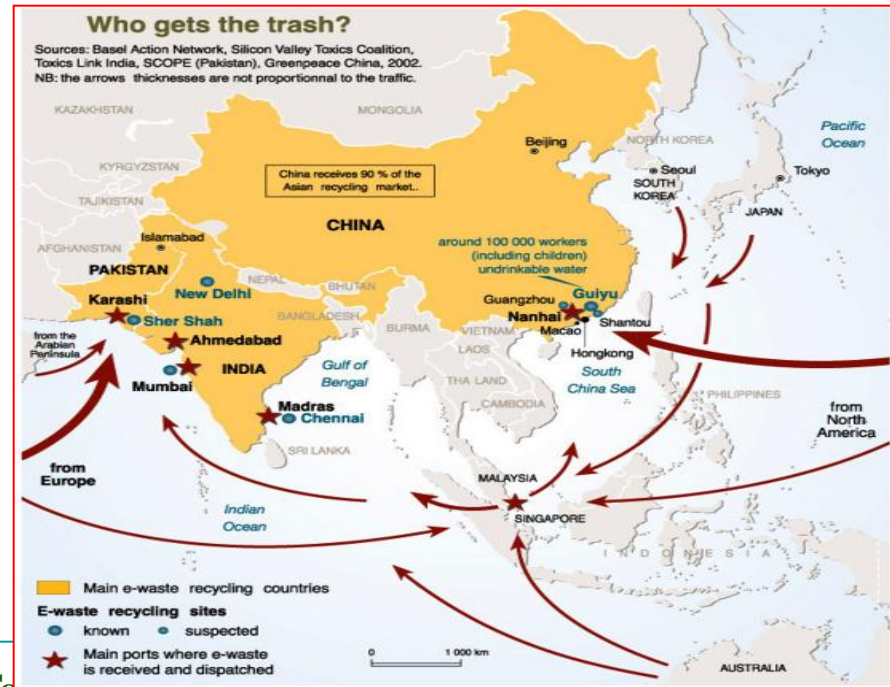 Who gets the trash?
Sources: Basel Action Network, Silicon Valley Toxics Coalition,
Toxics Link India, SCOPE (Pakistan), Greenpeace China, 2002.
NB: the arrows thicknesses are not proportionnal to the traffic.
KAZAKHSTAN
MONGOLIA
Pacific
Ocean
Beijing
NORTH KOREA
KYRGYZSTAN
China receives 90 % of the
Asian recycling market..
Seoul
SOUTH
KOREA
Tokyo
JAPAN
TAJIKISTAN
CHINA
AFGHANISTAN
Islamabad
PAKISTAN
around 100 000 workers
(including children)
undrinkable water
NEPAL
BHUTAN
New Delhi
Karashi
Guangzhou
Guiyu
Sher Shah
BANGLADESH
Nanhai
Shantou
from the
Arabian
Peninsula
Ahmedabad
BURMA
VIETNAM
Macao
LAOS
Hongkong
INDIA
Gulf of
Bengal
South
China Sea
Mumbai
THA LAND
PHILIPPINES
Madras
Chennai
CAMBODIA
from
North
America
SRI LANKA
from
Europe
MALAYSIA
Indian
Ocean
SINGAPORE
INDONESIA
Main e-waste recycling countries
E-waste recycling sites
known
suspected
Main ports where e-waste
is received and dispatched
0
1 000 km
AUSTRALIA